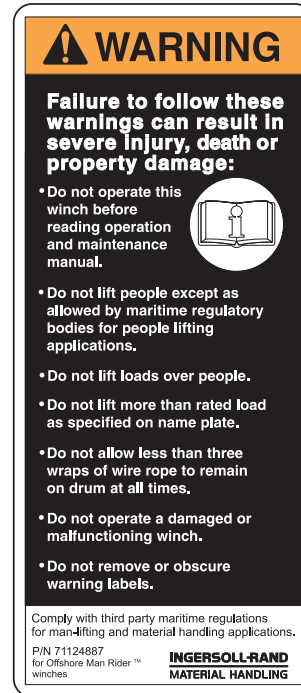 WARNING
Failure to follow these
warnings can result in
severe injury, death or
property damage:
• Do not operate this
winch before
reading operation
and maintenance
manual.
• Do not lift people except as
allowed by maritime regulatory
bodies for people lifting
applications.
• Do not lift loads over people.
• Do not lift more than rated load
as specified on name plate.
• Do not allow less than three
wraps of wire rope to remain
on drum at all times.
• Do not operate a damaged or
malfunctioning winch.
• Do not remove or obscure
warning labels.
Comply with third party maritime regulations
for man-lifting and material handling applications.
P/N 71124887
for Offshore Man Rider ™
winches
INGERSOLL-RAND
MATERIAL HANDLING